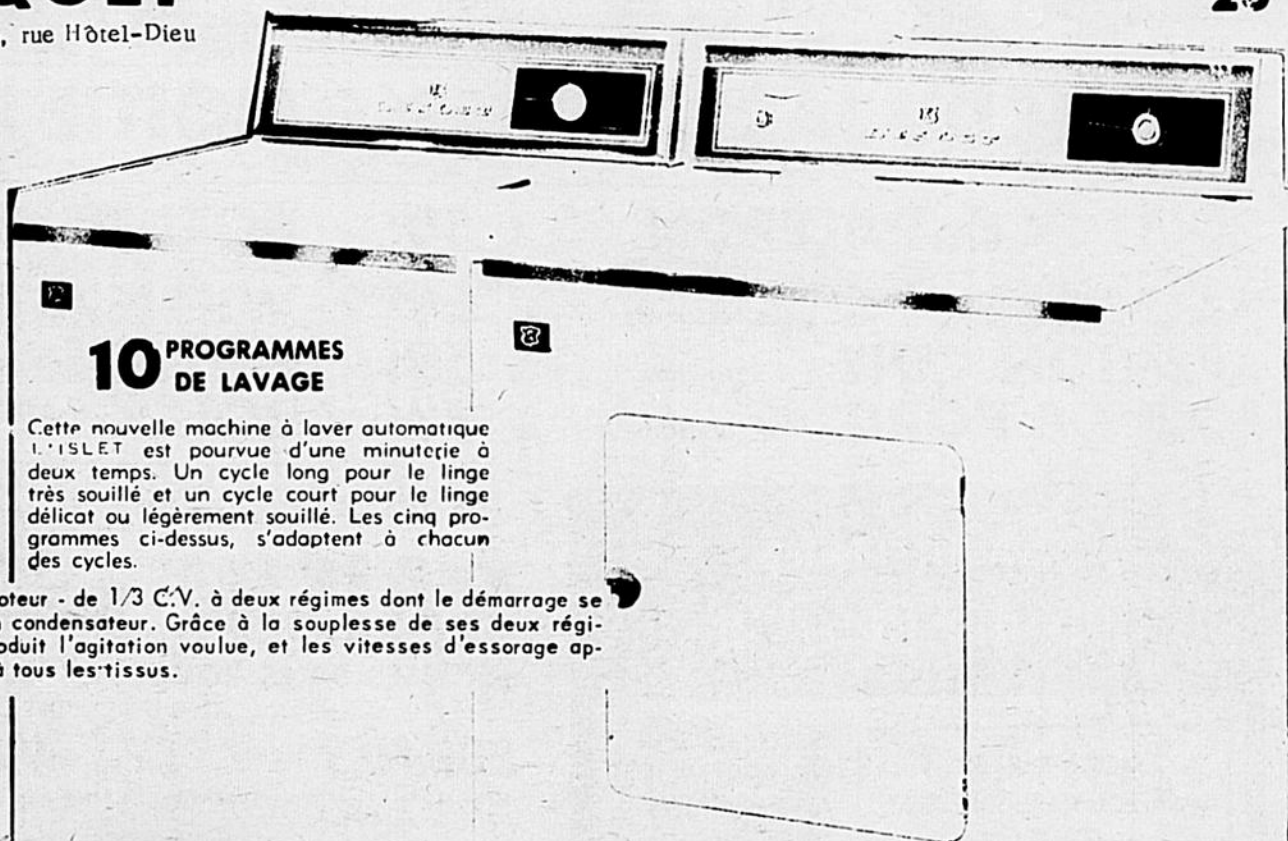 , rue Hôtel-Dieu
10 PROGRAMMES
DE LAVAGE
Cette nouvelle machine à laver automatique
L'ISLET est pourvue d'une minuterie à
deux temps. Un cycle long pour le linge
très souillé et un cycle court pour le linge
délicat ou légèrement souillé. Les cinq pro-
grammes ci-dessus, s'adaptent à chacun
des cycles.
oteur - de 1/3 C.V. à deux régimes dont le démarrage se
condensateur. Grâce à la souplesse de ses deux régi-
oduit l'agitation voulue, et les vitesses d'essorage ap-
à tous les tissus.